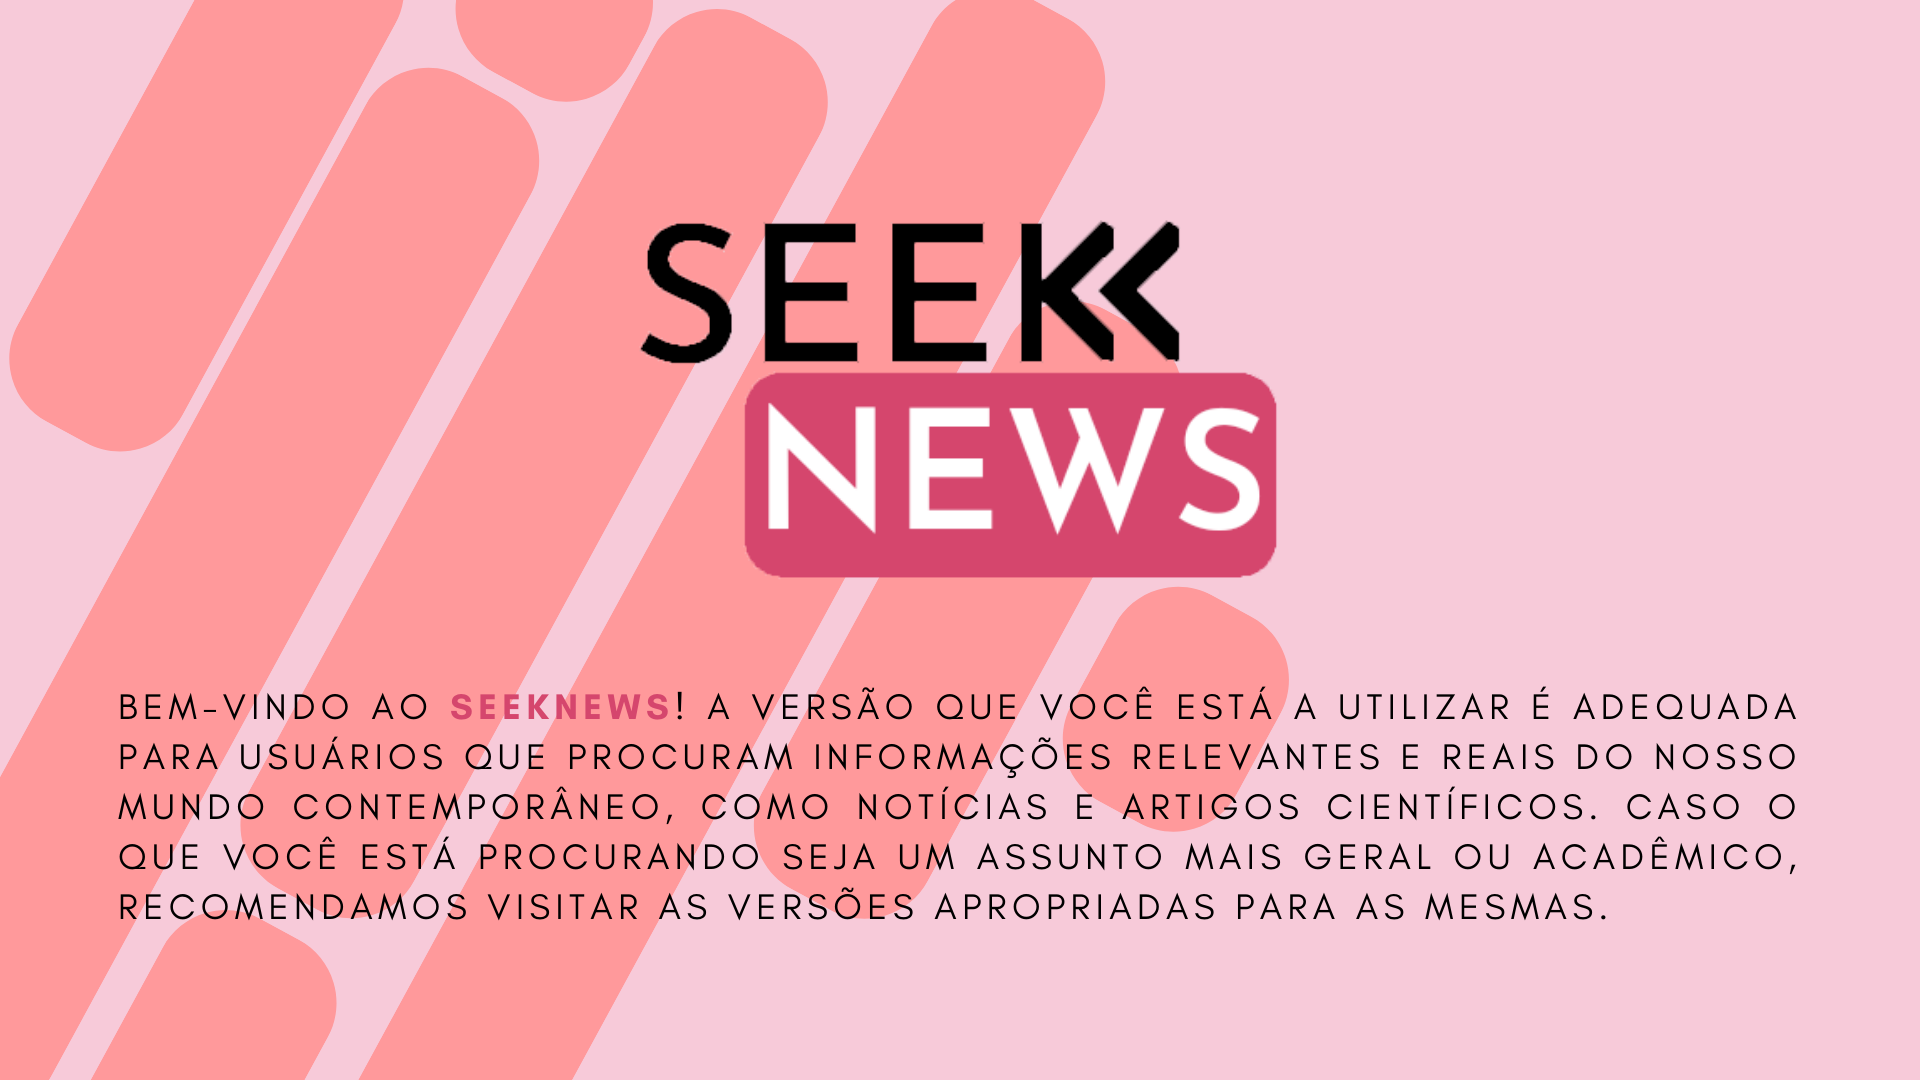 SEEK
NEWS
BEM-VINDO AO SEEKNEWS! A VERSÃO QUE VOCÊ ESTÁ A UTILIZAR É ADEQUADA
PARA USUÁRIOS QUE PROCURAM INFORMAÇÕES RELEVANTES E REAIS DO NOSSO
MUNDO CONTEMPORÂNEO, COMO NOTÍCIAS E ARTIGOS CIENTÍFICOS. CASO O
QUE VOCÊ ESTÁ PROCURANDO SEJA UM ASSUNTO MAIS GERAL OU ACADÊMICO,
RECOMENDAMOS VISITAR AS VERSÕES APROPRIADAS PARA AS MESMAS.